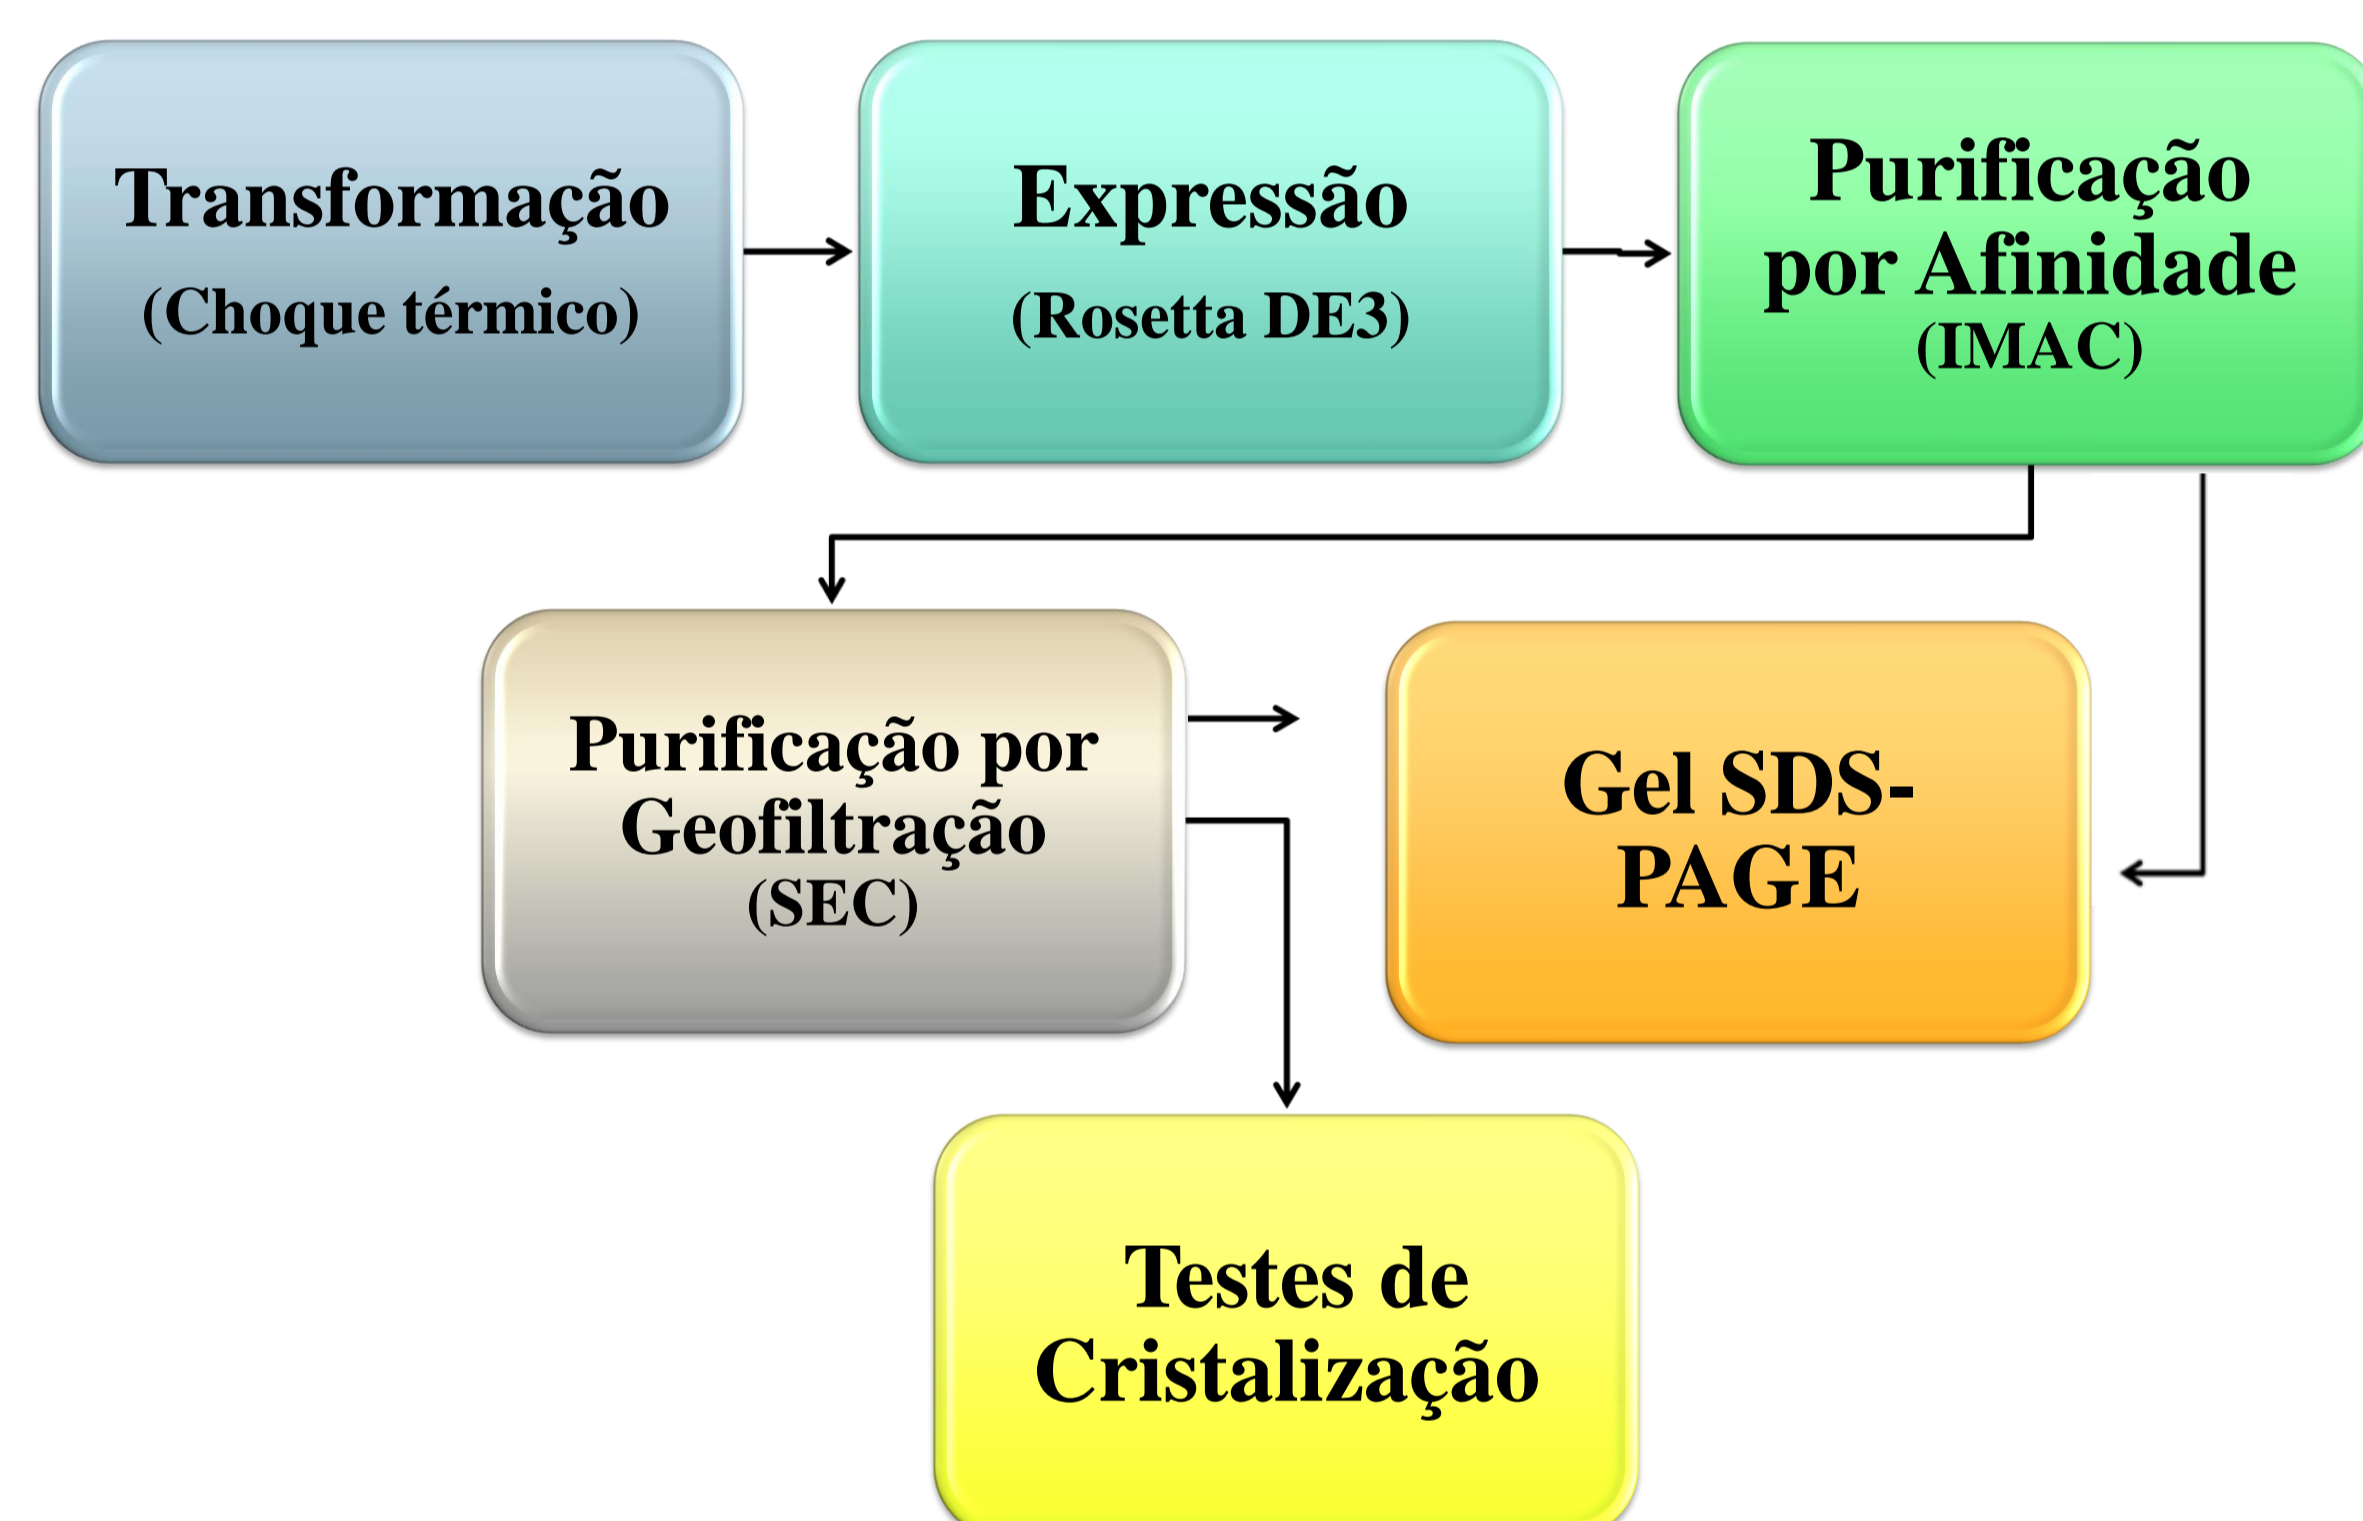 Transformação
(Choque térmico)
Expressão
(Rosetta DE3)
Purificação
por Afinidade
(IMAC)
Purificação por
Geofiltração
(SEC)
Gel SDS-
PAGE
Testes de
Cristalização